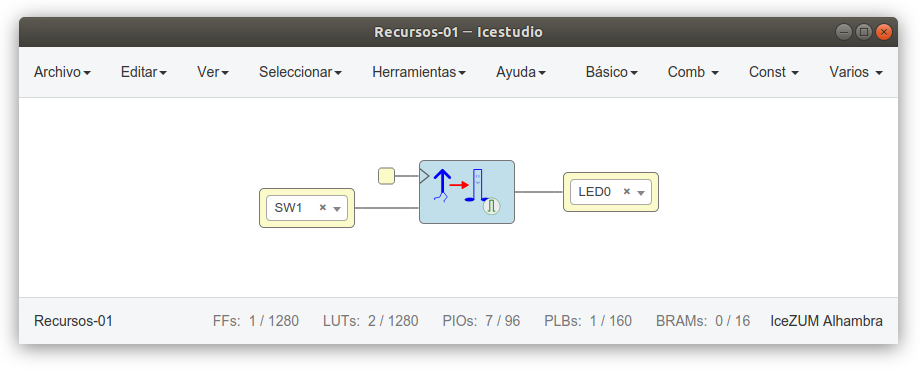 Recursos-01 — Icestudio
Archivo Editar Ver Seleccionar Herramientas Ayuda Básico Comb Const Varios
SW1
LED0
Recursos-01 FFs: 1 / 1280 LUTs: 2 / 1280 PIOs: 7 / 96 PLBs: 1 / 160 BRAMs: 0 / 16 IceZUM Alhambra